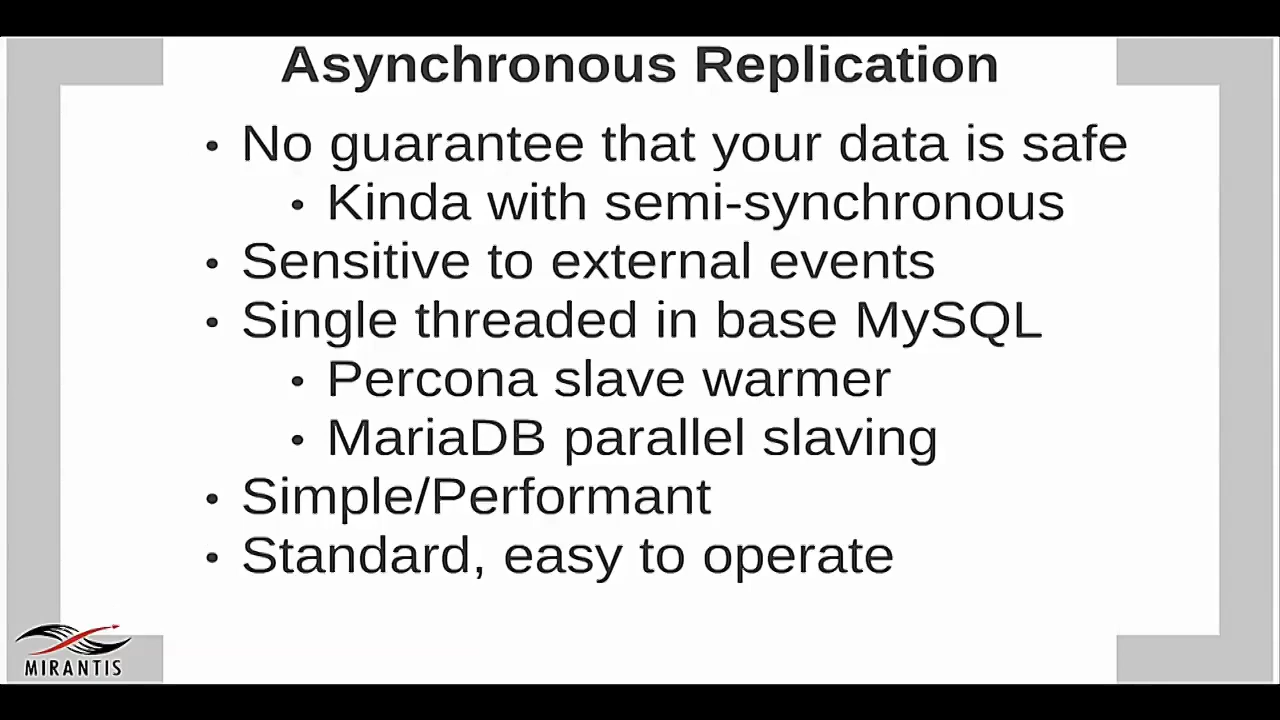 Asynchronous Replication
• No guarantee that your data is safe
• Kinda with semi-synchronous
• Sensitive to external events
• Single threaded in base MySQL
• Percona slave warmer
• MariaDB parallel slaving
• Simple/Performant
• Standard, easy to operate
MIRANTIS